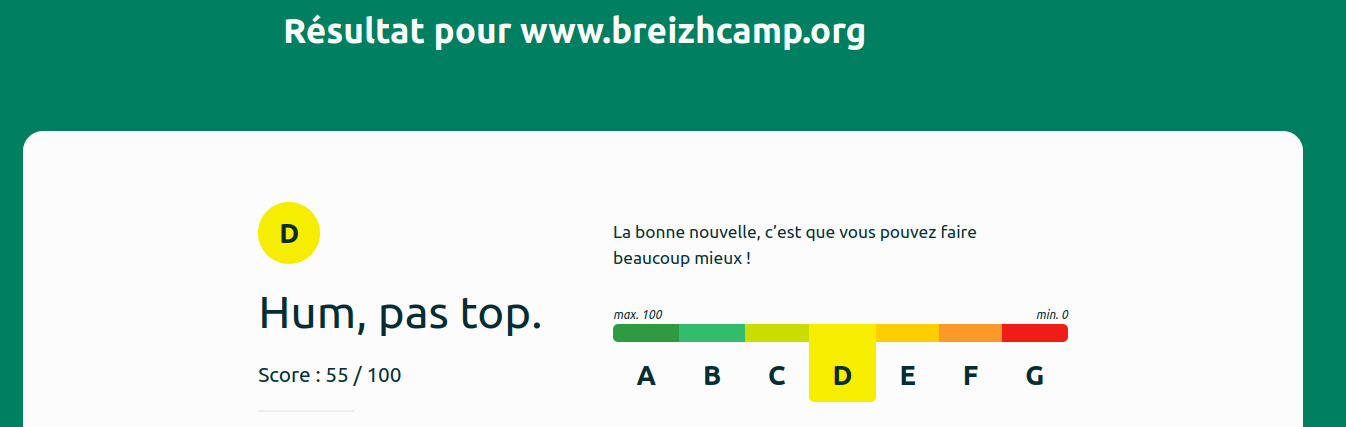 Résultat pour www.breizhcamp.org
D
Hum, pas top.
Score : 55 / 100
La bonne nouvelle, c’est que vous pouvez faire
beaucoup mieux !
max. 100
min. 0
A B C D E F G